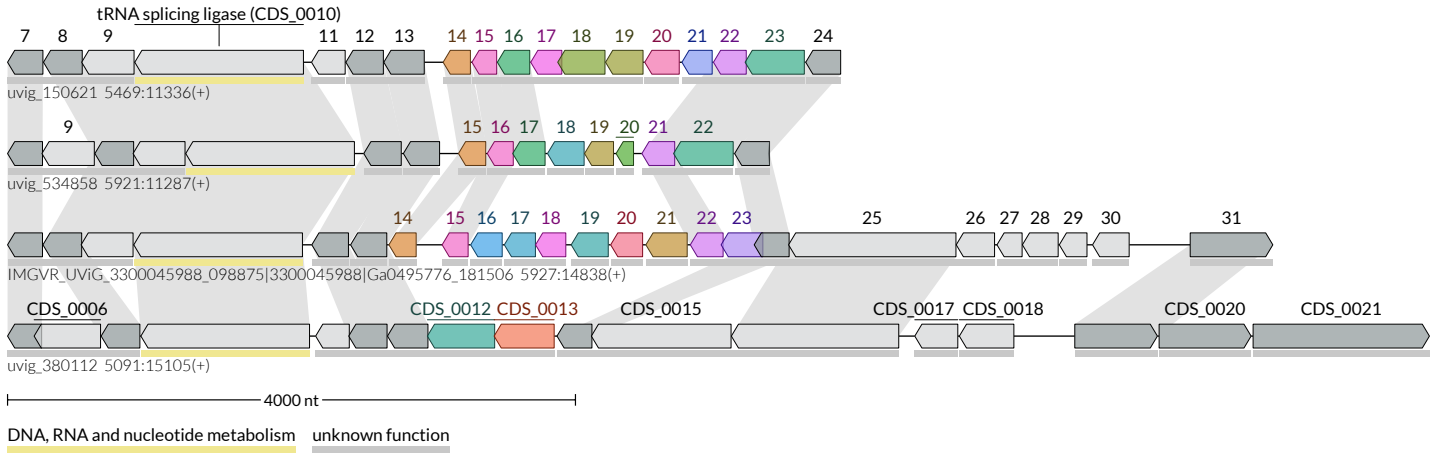 tRNA splicing ligase (CDS_0010)
7 8 9 11 12 13 14 15 16 17 18 19 20 21 22 23 24
uvig_150621 5469:11336(+)
9 15 16 17 18 19 20 21 22
uvig_534858 5921:11287(+)
14 15 16 17 18 19 20 21 22 23 25 26 27 28 29 30 31
IMGVR_UViG_3300045988_098875|3300045988|Ga0495776_181506 5927:14838(+)
CDS_0006 CDS_0012 CDS_0013 CDS_0015 CDS_0017 CDS_0018 CDS_0020 CDS_0021
uvig_380112 5091:15105(+)
4000 nt
DNA, RNA and nucleotide metabolism unknown function